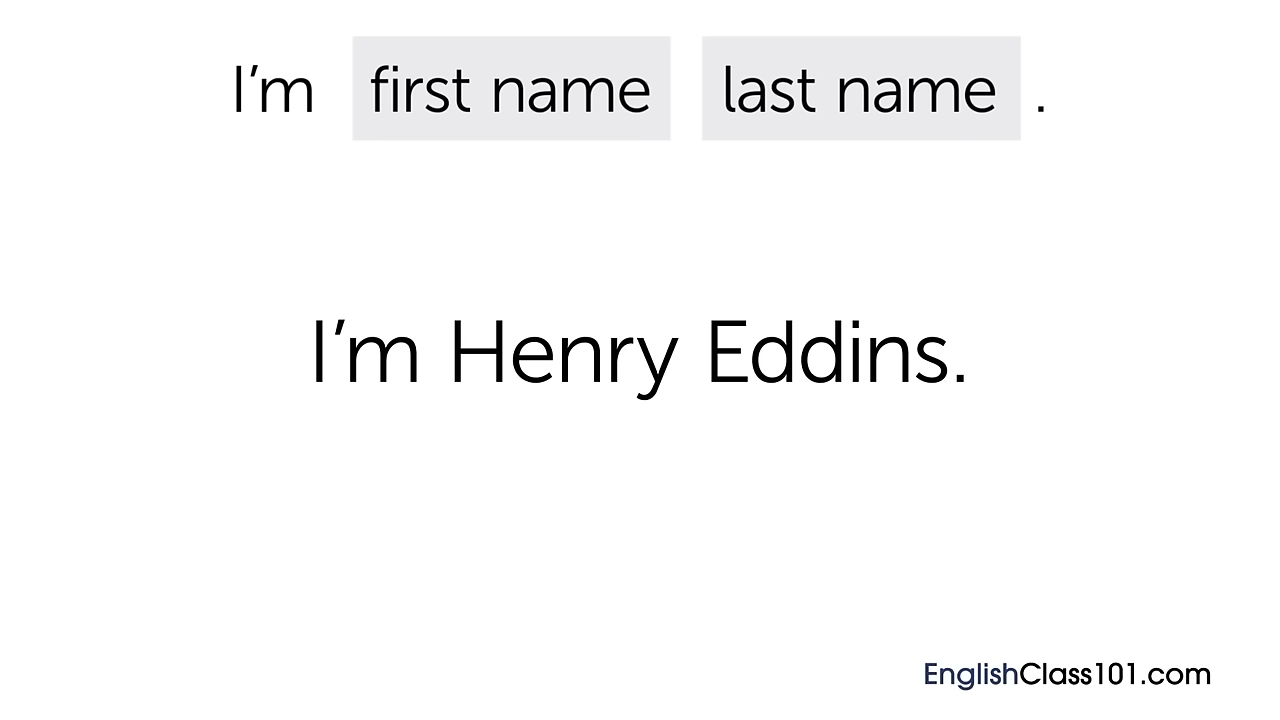 I’m first name last name .
I’m Henry Eddins.
EnglishClass101.com